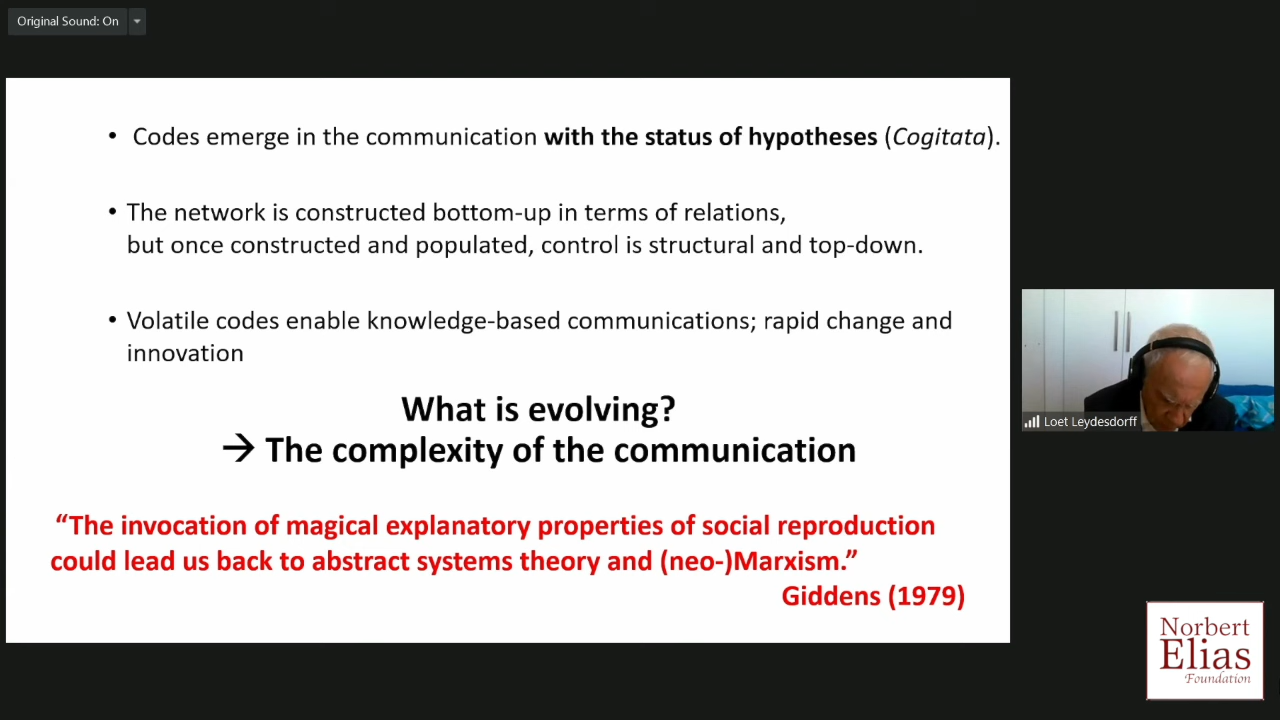 Original Sound: On
• Codes emerge in the communication with the status of hypotheses (Cogitata).
• The network is constructed bottom-up in terms of relations,
but once constructed and populated, control is structural and top-down.
• Volatile codes enable knowledge-based communications; rapid change and
innovation
What is evolving?
→ The complexity of the communication
“The invocation of magical explanatory properties of social reproduction
could lead us back to abstract systems theory and (neo-)Marxism.”
Giddens (1979)
Loet Leydesdorff
Norbert
Elias
Foundation